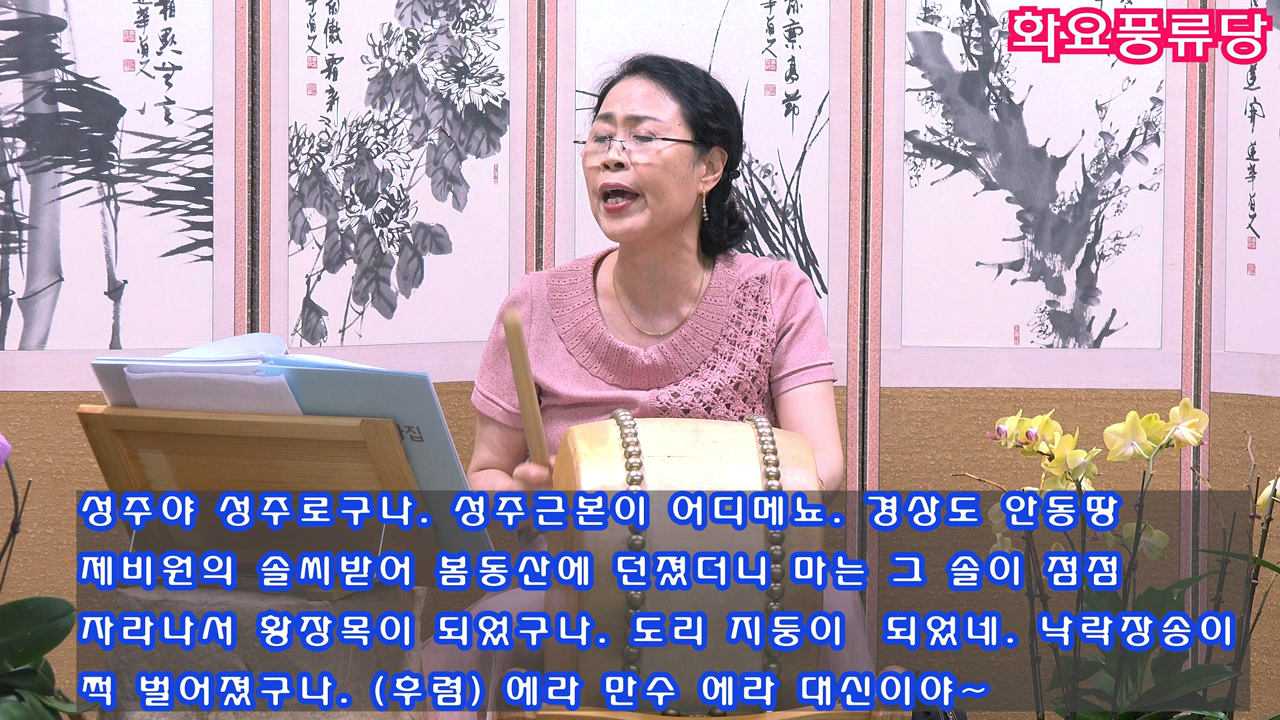 화요풍류당
집
성주야 성주로구나. 성주근본이 어디메뇨. 경상도 안동땅
제비원의 솔씨받어 봄동산에 던졌더니 마는 그 솔이 점점
자라나서 황장목이 되었구나. 도리 지둥이 되었네. 낙락장송이
쩍 벌어졌구나. (후렴) 에라 만수 에라 대신이야~